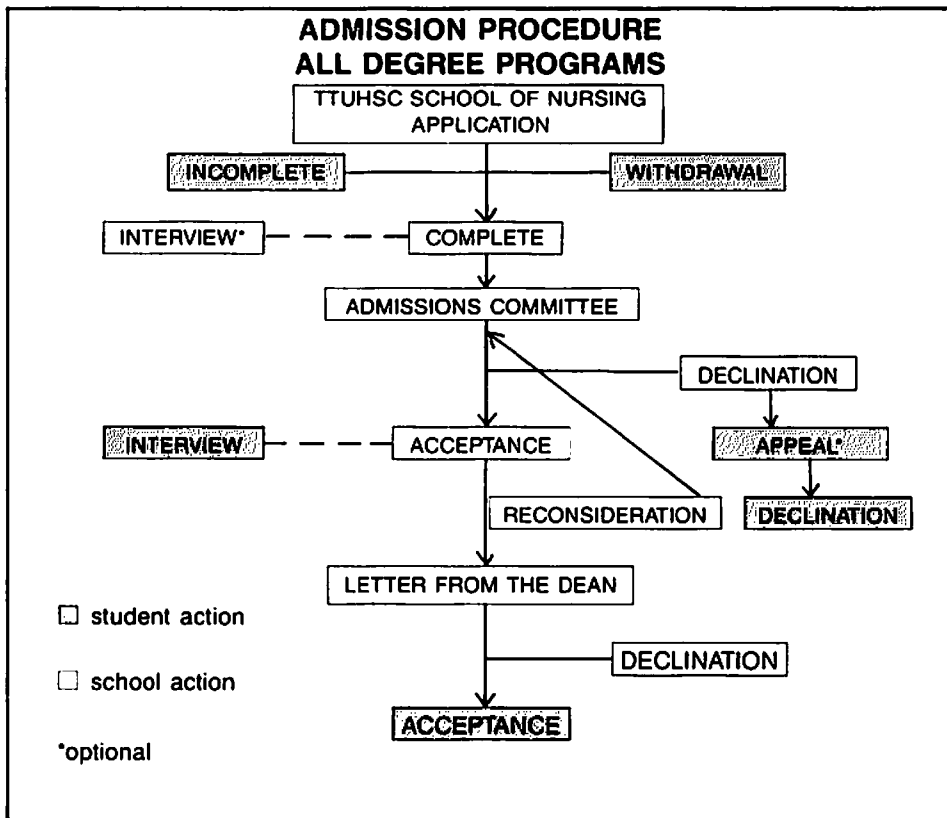 ADMISSION PROCEDURE
ALL DEGREE PROGRAMS
TTUHSC SCHOOL OF NURSING
APPLICATION
INCOMPLETE
WITHDRAWAL
INTERVIEW*
COMPLETE
ADMISSIONS COMMITTEE
DECLINATION
INTERVIEW
ACCEPTANCE
APPEAL*
RECONSIDERATION
DECLINATION
LETTER FROM THE DEAN
student action
DECLINATION
school action
ACCEPTANCE
*optional